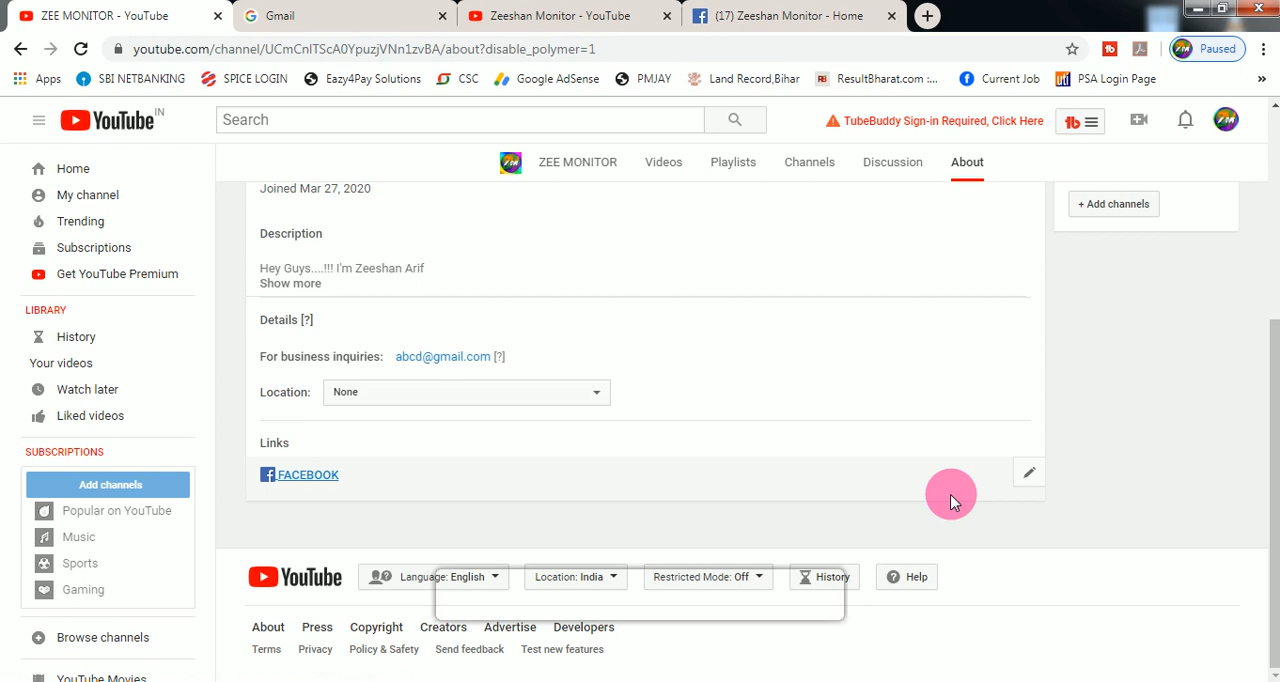 ZEE MONITOR - YouTube
Gmail
Zeeshan Monitor - YouTube
(17) Zeeshan Monitor - Home
youtube.com/channel/UCmCnlTScA0YpuzjVNn1zvBA/about?disable_polymer=1
Paused
Apps
SBI NETBANKING
SPICE LOGIN
Eazy4Pay Solutions
CSC
Google AdSense
PMJAY
Land Record,Bihar
ResultBharat.com :...
Current Job
PSA Login Page
»
YouTube IN
Search
TubeBuddy Sign-in Required, Click Here
tb
ZEE MONITOR
Videos
Playlists
Channels
Discussion
About
Home
My channel
Trending
Subscriptions
Get YouTube Premium
LIBRARY
History
Your videos
Watch later
Liked videos
SUBSCRIPTIONS
Add channels
Popular on YouTube
Music
Sports
Gaming
Browse channels
YouTube Movies
Joined Mar 27, 2020
Description
Hey Guys....!!! I'm Zeeshan Arif
Show more
Details [?]
For business inquiries: abcd@gmail.com [?]
Location: None
Links
FACEBOOK
+ Add channels
YouTube
Language: English
Location: India
Restricted Mode: Off
History
Help
About Press Copyright Creators Advertise Developers
Terms Privacy Policy & Safety Send feedback Test new features